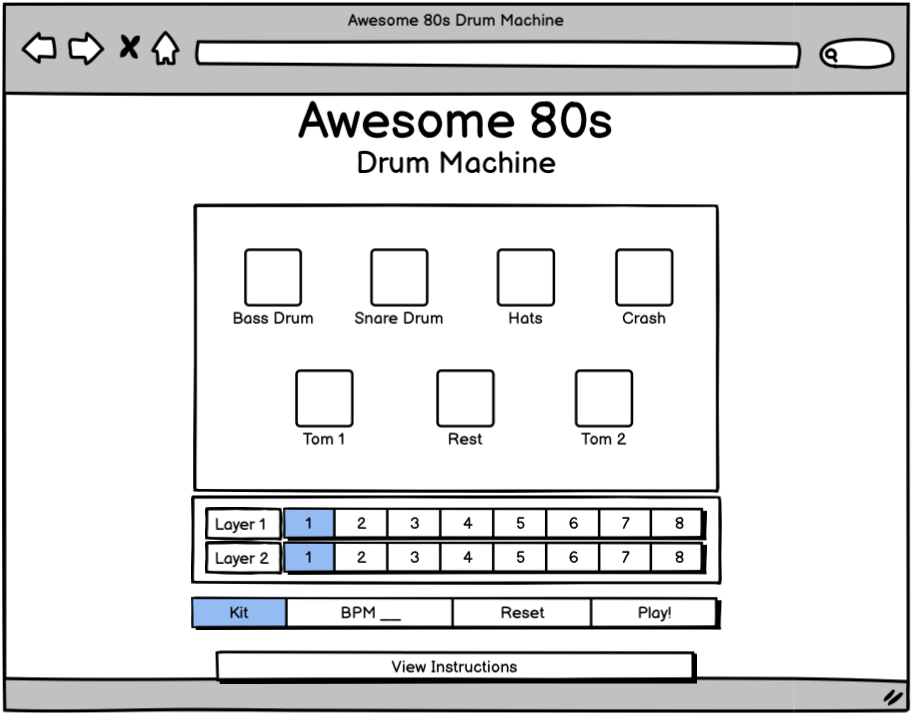 Awesome 80s Drum Machine
Awesome 80s
Drum Machine
Bass Drum Snare Drum Hats Crash
Tom 1 Rest Tom 2
Layer 1 1 2 3 4 5 6 7 8
Layer 2 1 2 3 4 5 6 7 8
Kit BPM __ Reset Play!
View Instructions